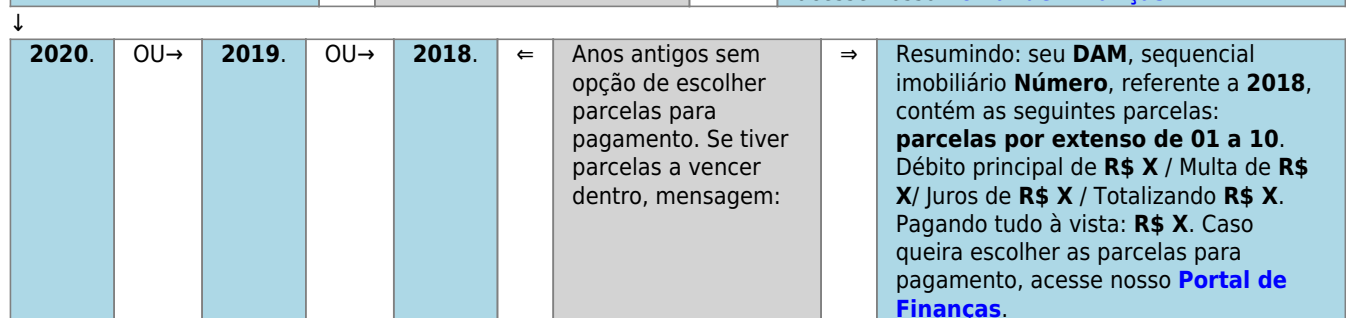 ↓
2020. OU→ 2019. OU→ 2018. ⇐ Anos antigos sem ⇒ Resumindo: seu DAM, sequencial
opção de escolher imobiliário Número, referente a 2018,
parcelas para contém as seguintes parcelas:
pagamento. Se tiver parcelas por extenso de 01 a 10.
parcelas a vencer Débito principal de R$ X / Multa de R$
dentro, mensagem: X/ Juros de R$ X / Totalizando R$ X.
Pagando tudo à vista: R$ X. Caso
queira escolher as parcelas para
pagamento, acesse nosso Portal de
Finanças.